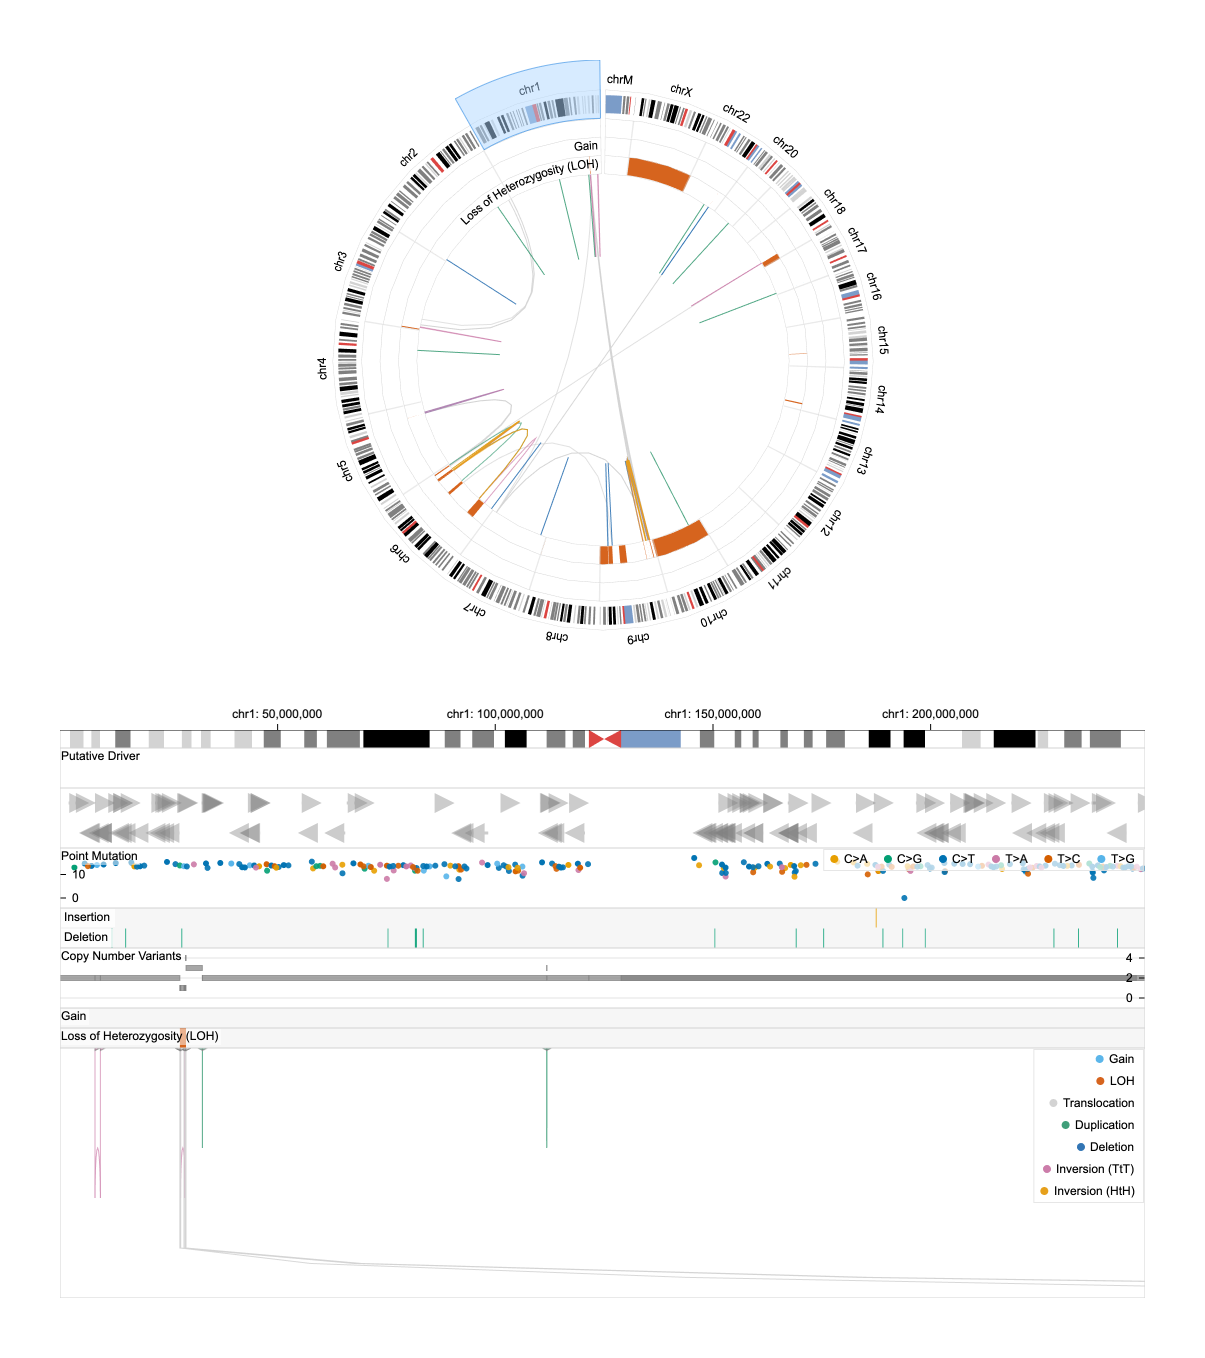 chrM
chrX
chr22
chr20
chr18
chr17
chr16
chr15
chr14
chr13
chr12
chr11
chr10
chr9
chr8
chr7
chr6
chr5
chr4
chr3
chr2
chr1
Gain
Loss of Heterozygosity (LOH)
chr1: 50,000,000 chr1: 100,000,000 chr1: 150,000,000 chr1: 200,000,000
Putative Driver
Point Mutation
C>A C>G C>T T>A T>C T>G
10
0
Insertion
Deletion
Copy Number Variants
4
2
0
Gain
Loss of Heterozygosity (LOH)
Gain
LOH
Translocation
Duplication
Deletion
Inversion (TtT)
Inversion (HtH)